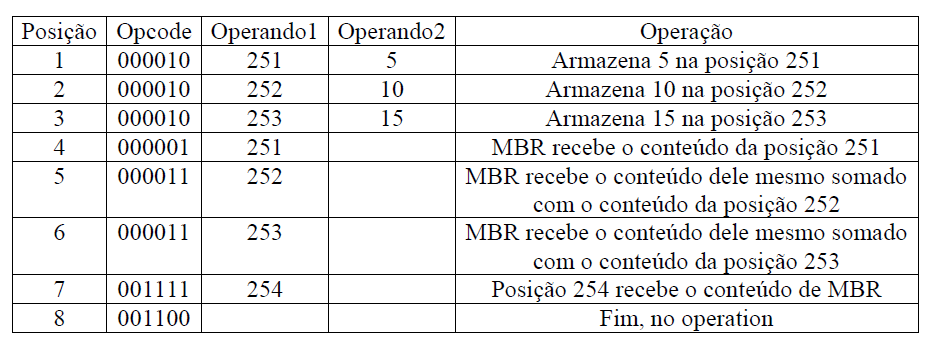 Posição Opcode Operando1 Operando2 Operação
1 000010 251 5 Armazena 5 na posição 251
2 000010 252 10 Armazena 10 na posição 252
3 000010 253 15 Armazena 15 na posição 253
4 000001 251 MBR recebe o conteúdo da posição 251
5 000011 252 MBR recebe o conteúdo dele mesmo somado
com o conteúdo da posição 252
6 000011 253 MBR recebe o conteúdo dele mesmo somado
com o conteúdo da posição 253
7 001111 254 Posição 254 recebe o conteúdo de MBR
8 001100 Fim, no operation